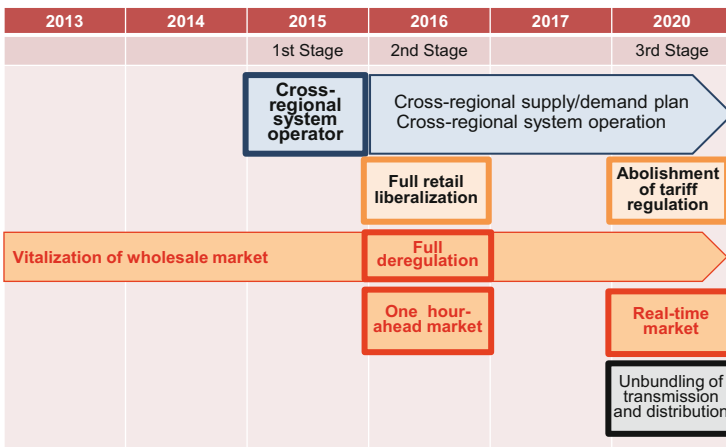 2013 2014 2015 2016 2017 2020
1st Stage 2nd Stage 3rd Stage
Cross-
regional
system
operator
Cross-regional supply/demand plan
Cross-regional system operation
Full retail
liberalization
Abolishment
of tariff
regulation
Vitalization of wholesale market
Full
deregulation
One hour-
ahead market
Real-time
market
Unbundling of
transmission
and distribution